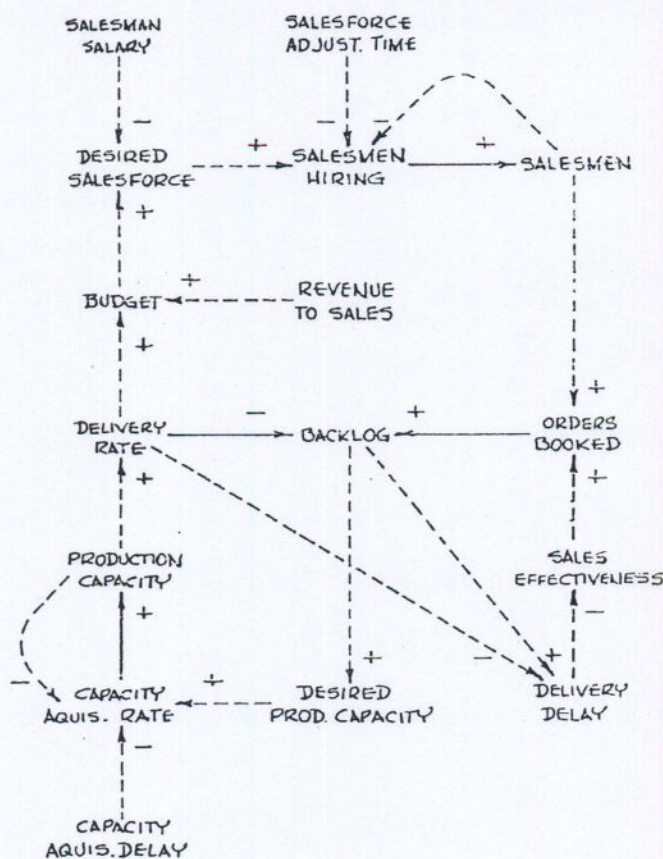 SALESMAN
SALARY
SALESFORCE
ADJUST. TIME
−
− −
DESIRED
SALESFORCE
+
SALESMEN
HIRING
+
SALESMEN
+
+
BUDGET
REVENUE
TO SALES
+
+
DELIVERY
RATE
−
BACKLOG
+
ORDERS
BOOKED
+
+
PRODUCTION
CAPACITY
SALES
EFFECTIVENESS
+
−
−
+
+
− +
CAPACITY
AQUIS. RATE
DESIRED
PROD. CAPACITY
DELIVERY
DELAY
−
CAPACITY
AQUIS. DELAY